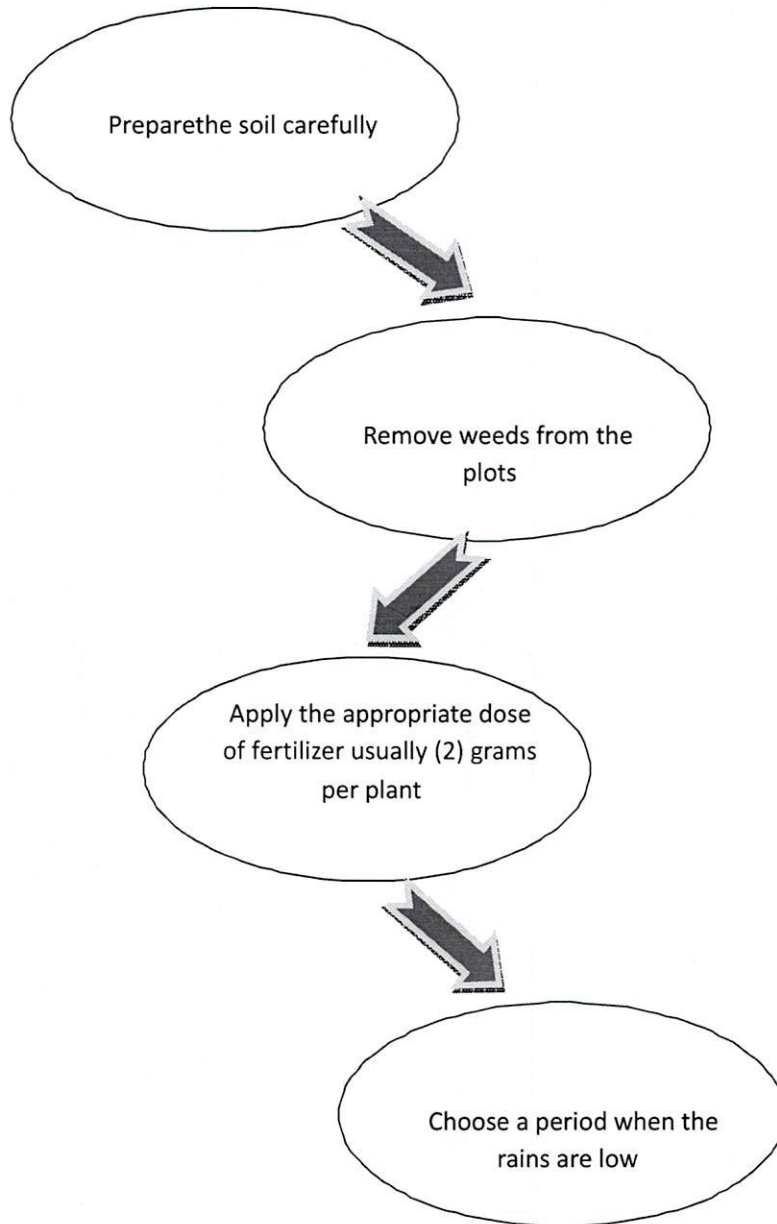 Preparethe soil carefully
Remove weeds from the
plots
Apply the appropriate dose
of fertilizer usually (2) grams
per plant
Choose a period when the
rains are low